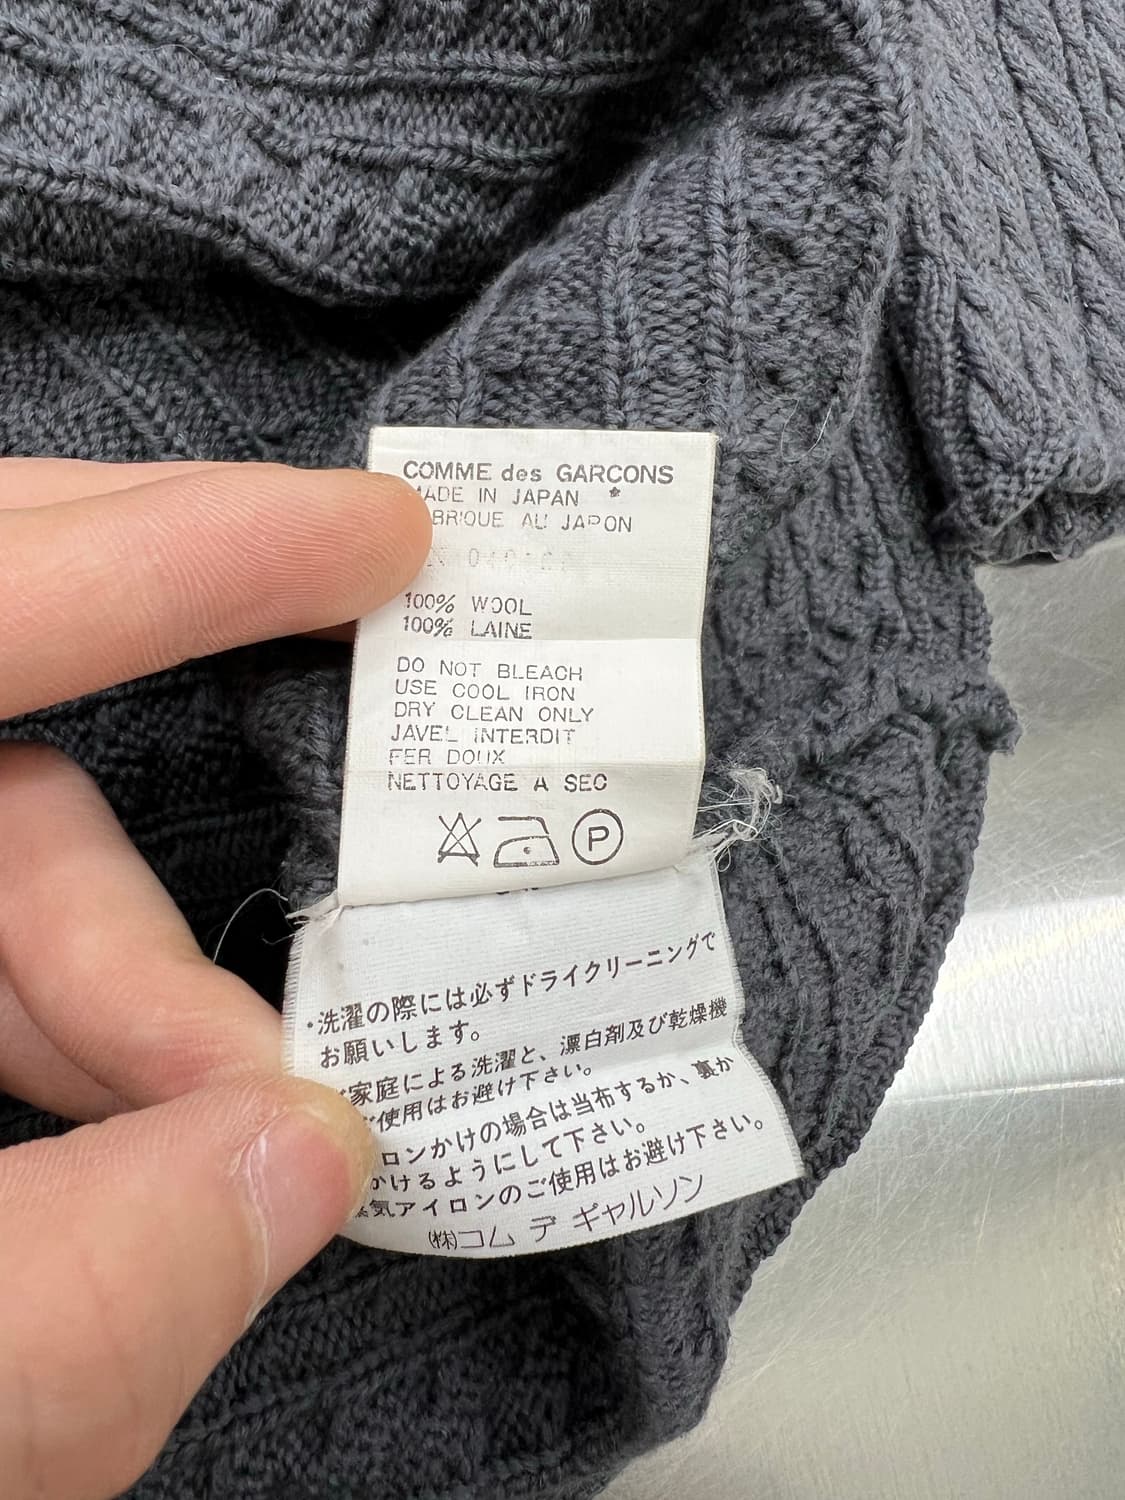 COMME des GARCONS
MADE IN JAPAN *
FABRIQUE AU JAPON
100% WOOL
100% LAINE
DO NOT BLEACH
USE COOL IRON
DRY CLEAN ONLY
JAVEL INTERDIT
FER DOUX
NETTOYAGE A SEC
P
・洗濯の際には必ずドライクリーニングで
お願いします。
家庭による洗濯と、漂白剤及び乾燥機
ご使用はお避け下さい。
ロンかけの場合は当布するか、裏か
かけるようにして下さい。
蒸気アイロンのご使用はお避け下さい。
㈱コム デ ギャルソン